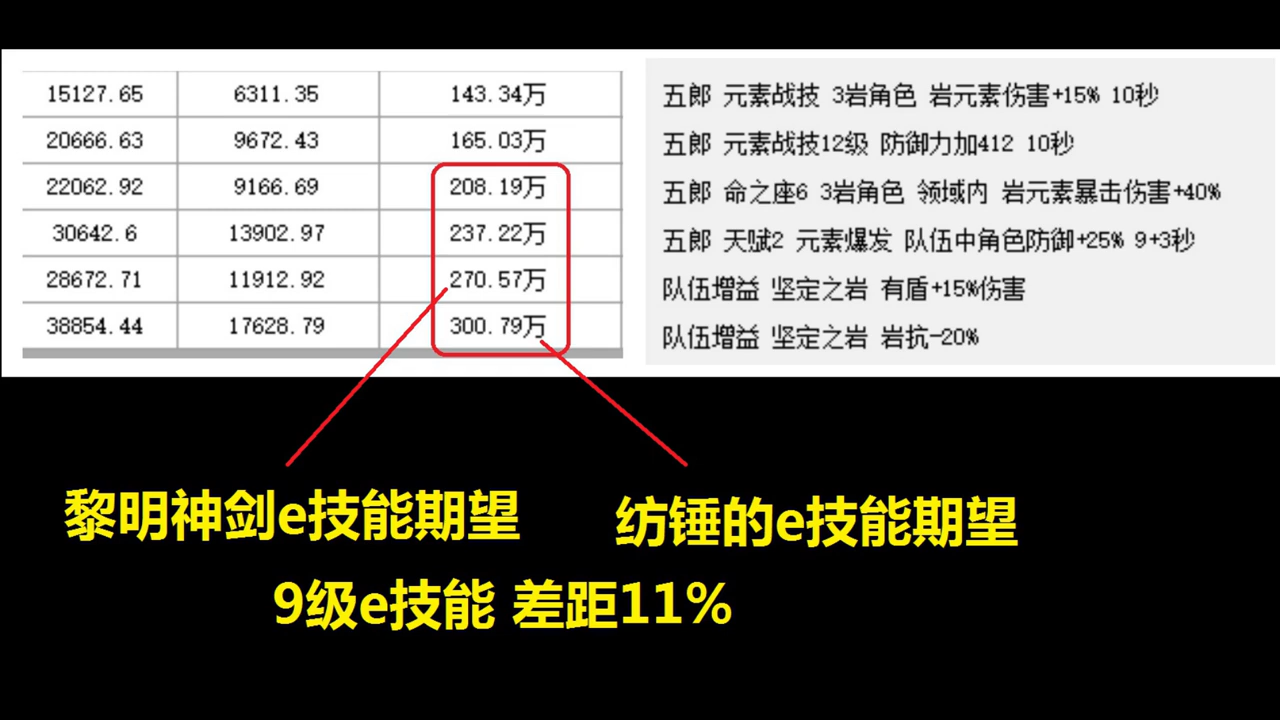 15127.65 6311.35 143.34万
20666.63 9672.43 165.03万
22062.92 9166.69 208.19万
30642.6 13902.97 237.22万
28672.71 11912.92 270.57万
38854.44 17628.79 300.79万
五郎 元素战技 3岩角色 岩元素伤害+15% 10秒
五郎 元素战技12级 防御力加412 10秒
五郎 命之座6 3岩角色 领域内 岩元素暴击伤害+40%
五郎 天赋2 元素爆发 队伍中角色防御+25% 9+3秒
队伍增益 坚定之岩 有盾+15%伤害
队伍增益 坚定之岩 岩抗-20%
黎明神剑e技能期望
纺锤的e技能期望
9级e技能 差距11%